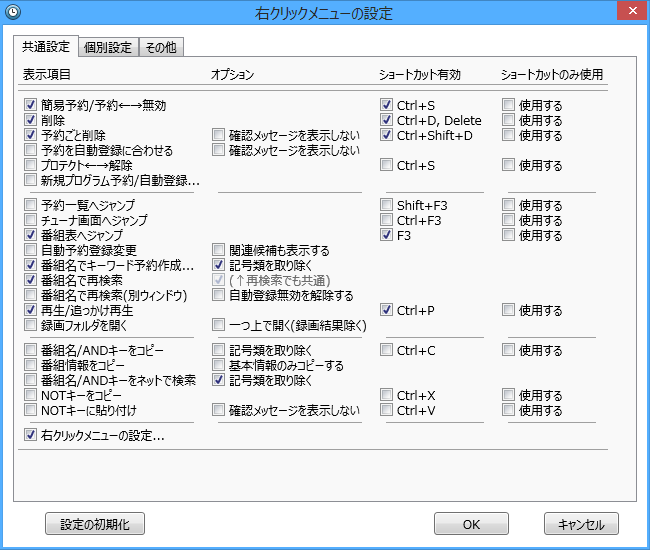 右クリックメニューの設定
共通設定 個別設定 その他
表示項目 オプション ショートカット有効 ショートカットのみ使用
簡易予約/予約←→無効 Ctrl+S 使用する
削除 Ctrl+D, Delete 使用する
予約ごと削除 確認メッセージを表示しない Ctrl+Shift+D 使用する
予約を自動登録に合わせる 確認メッセージを表示しない
プロテクト←→解除 Ctrl+S 使用する
新規プログラム予約/自動登録...
予約一覧へジャンプ Shift+F3 使用する
チューナ画面へジャンプ Ctrl+F3 使用する
番組表へジャンプ F3 使用する
自動予約登録変更 関連候補も表示する
番組名でキーワード予約作成... 記号類を取り除く
番組名で再検索 (↑再検索でも共通)
番組名で再検索(別ウィンドウ) 自動登録無効を解除する
再生/追っかけ再生 Ctrl+P 使用する
録画フォルダを開く 一つ上で開く(録画結果除く)
番組名/ANDキーをコピー 記号類を取り除く Ctrl+C 使用する
番組情報をコピー 基本情報のみコピーする
番組名/ANDキーをネットで検索 記号類を取り除く
NOTキーをコピー Ctrl+X 使用する
NOTキーに貼り付け 確認メッセージを表示しない Ctrl+V 使用する
右クリックメニューの設定...
設定の初期化 OK キャンセル